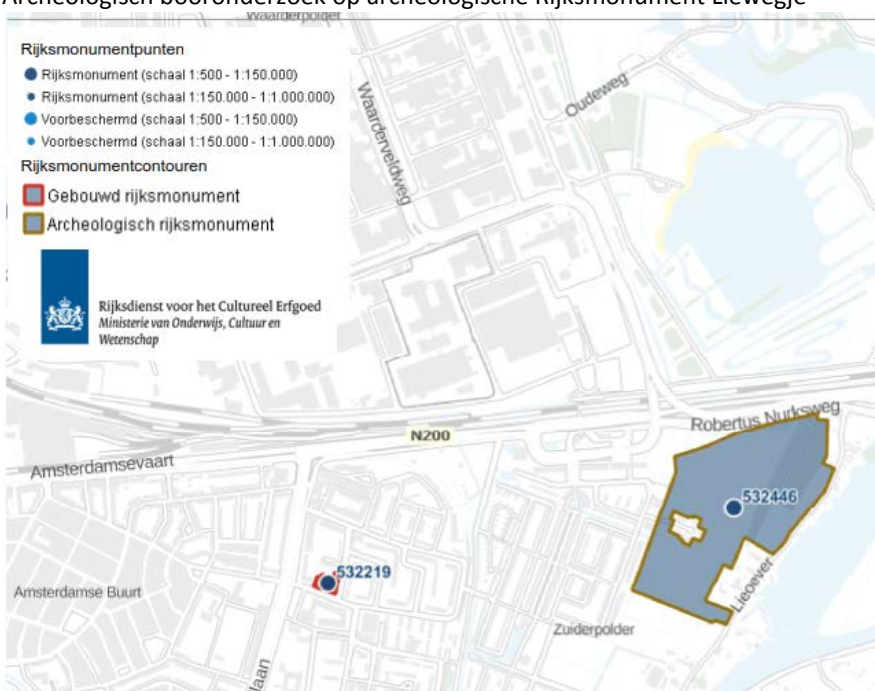 Archeologisch booronderzoek op archeologische Rijksmonument Liewegje
Waarderpolder
Rijksmonumentpunten
Rijksmonument (schaal 1:500 - 1:150.000)
Rijksmonument (schaal 1:150.000 - 1:1.000.000)
Voorbeschermd (schaal 1:500 - 1:150.000)
Voorbeschermd (schaal 1:150.000 - 1:1.000.000)
Rijksmonumentcontouren
Gebouwd rijksmonument
Archeologisch rijksmonument
Rijksdienst voor het Cultureel Erfgoed
Ministerie van Onderwijs, Cultuur en
Wetenschap
Waarderveldweg
Oudeweg
Robertus Nurksweg
N200
Amsterdamsevaart
532446
532219
Amsterdamse Buurt
Lieoever
Zuiderpolder
laan